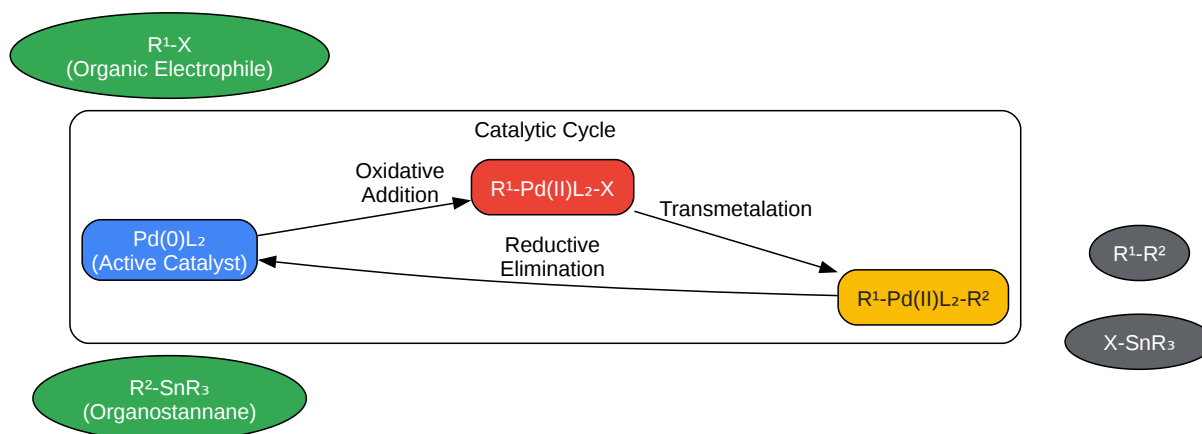 R¹-X
(Organic Electrophile)
Catalytic Cycle
Oxidative
Addition
R¹-Pd(II)L₂-X
Transmetalation
Pd(0)L₂
(Active Catalyst)
Reductive
Elimination
R¹-Pd(II)L₂-R²
R¹-R²
X-SnR₃
R²-SnR₃
(Organostannane)